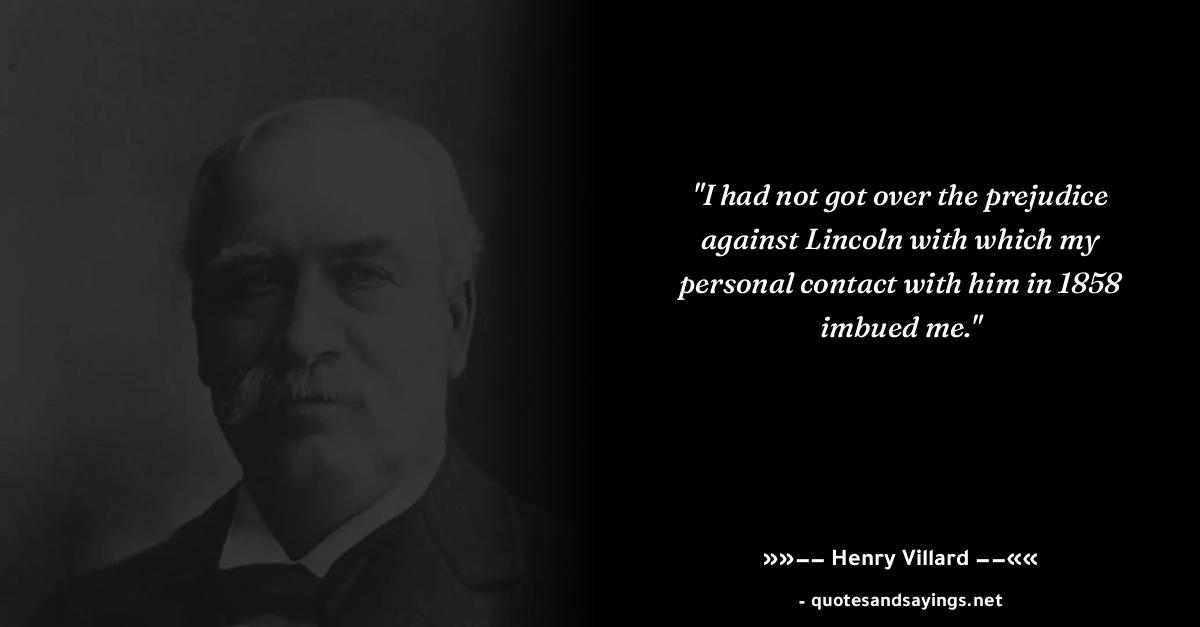 "I had not got over the prejudice
against Lincoln with which my
personal contact with him in 1858
imbued me."
»»–– Henry Villard ––««
- quotesandsayings.net